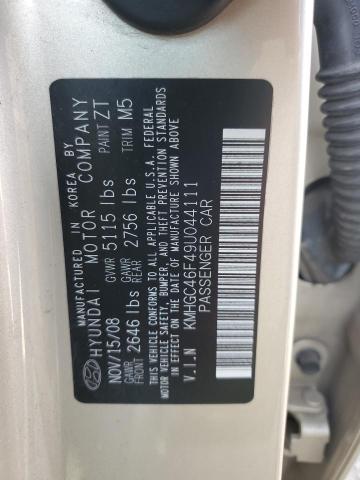 MANUFACTURED IN KOREA BY
HYUNDAI MOTOR COMPANY
NOV/15/08 GVWR 5115 lbs PAINT ZT
GAWR FRONT 2646 lbs GAWR REAR 2756 lbs TRIM M5
THIS VEHICLE CONFORMS TO ALL APPLICABLE U.S.A. FEDERAL
MOTOR VEHICLE SAFETY, BUMPER, AND THEFT PREVENTION
STANDARDS IN EFFECT ON THE DATE OF MANUFACTURE SHOWN ABOVE.
V.I.N KMHGC46F49U044111
PASSENGER CAR